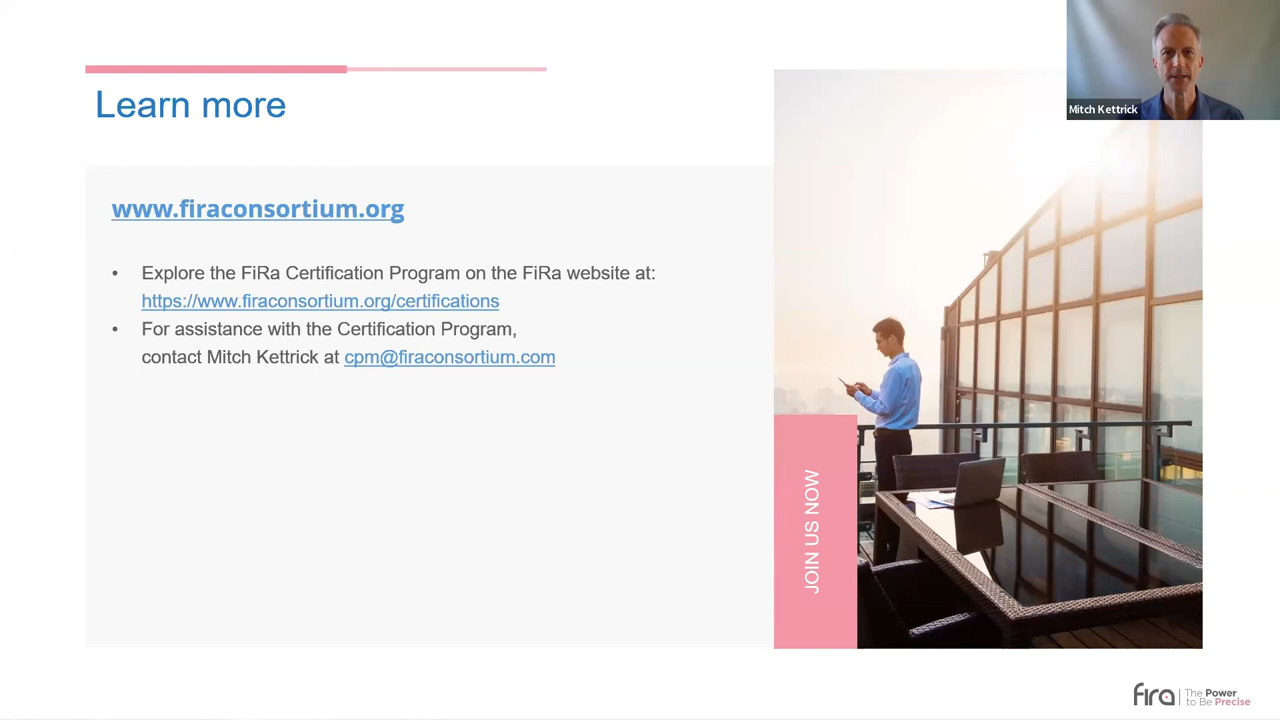 Learn more
Mitch Kettrick
www.firaconsortium.org
• Explore the FiRa Certification Program on the FiRa website at:
https://www.firaconsortium.org/certifications
• For assistance with the Certification Program,
contact Mitch Kettrick at cpm@firaconsortium.com
JOIN US NOW
fira The Power
to Be Precise